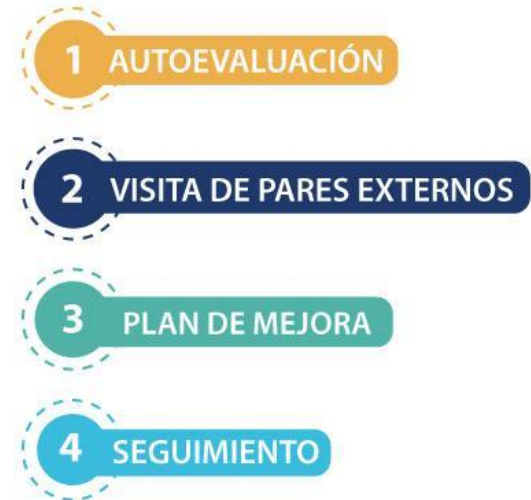 1 AUTOEVALUACIÓN
2 VISITA DE PARES EXTERNOS
3 PLAN DE MEJORA
4 SEGUIMIENTO